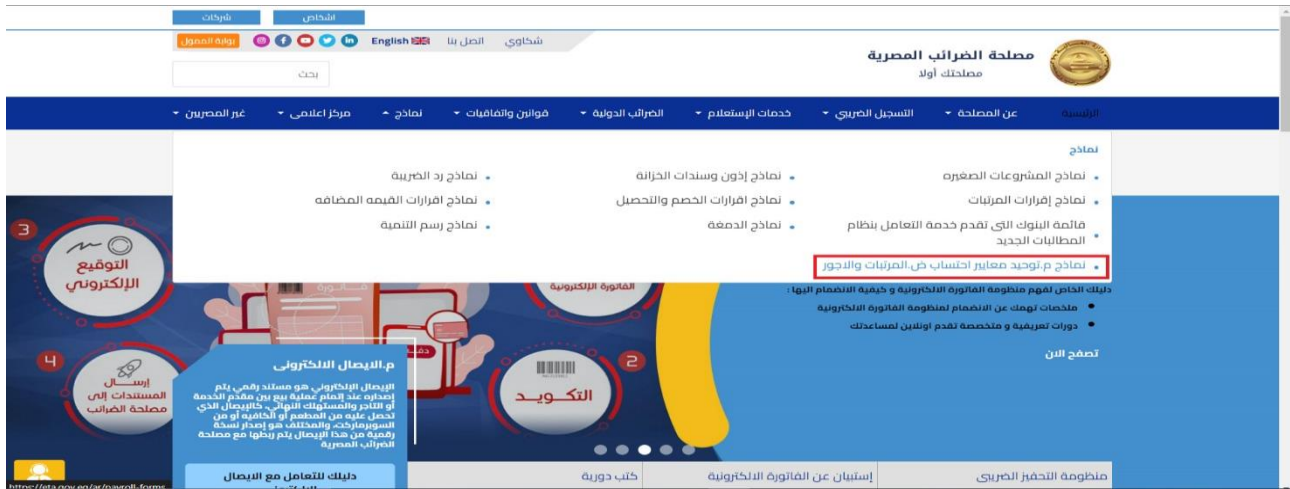 اشخاص
شركات
شكاوي
اتصل بنا
English
بوابة الممول
مصلحة الضرائب المصرية
مصلحتك أولا
بحث
الرئيسية
عن المصلحة
التسجيل الضريبي
خدمات الإستعلام
الضرائب الدولية
قوانين واتفاقيات
نماذج
مركز اعلامى
غير المصريين
نماذج
نماذج المشروعات الصغيره
نماذج إقرارات المرتبات
قائمة البنوك التى تقدم خدمة التعامل بنظام
المطالبات الجديد
نماذج م.توحيد معايير احتساب ض.المرتبات والاجور
نماذج إذون وسندات الخزانة
نماذج اقرارات الخصم والتحصيل
نماذج الدمغة
نماذج رد الضريبة
نماذج اقرارات القيمه المضافه
نماذج رسم التنمية
دليلك الخاص لفهم منظومة الفاتورة الالكترونية و كيفية الانضمام اليها :
ملخصات تهمك عن الانضمام لمنظومة الفاتورة الالكترونية
دورات تعريفية و متخصصة تقدم اونلاين لمساعدتك
تصفح الان
الفاتورة الإلكترونية
فاتورة
2
التكويد
3
التوقيع
الإلكتروني
4
إرسال
المستندات إلى
مصلحة الضرائب
م.الايصال الالكترونى
الإيصال الإلكتروني هو مستند رقمي يتم
إصداره عند إتمام عملية بيع بين مقدم الخدمة
أو التاجر والمستهلك النهائي، كالإيصال الذي
تحصل عليه من المطعم أو الكافيه أو من
السوبرماركت، والمختلف هو إصدار نسخة
رقمية من هذا الإيصال يتم ربطها مع مصلحة
الضرائب المصرية
دليلك للتعامل مع الايصال
منظومة التحفيز الضريبى
إستبيان عن الفاتورة الالكترونية
كتب دورية
https://eta.gov.eg/ar/payroll-forms